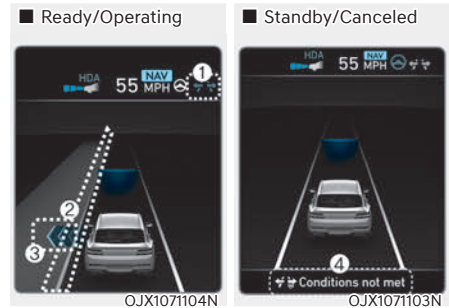 ■ Ready/Operating
HDA
55 MPH
NAV
①
②
③
OJX1071104N
■ Standby/Canceled
HDA
55 MPH
NAV
④
Conditions not met
OJX1071103N